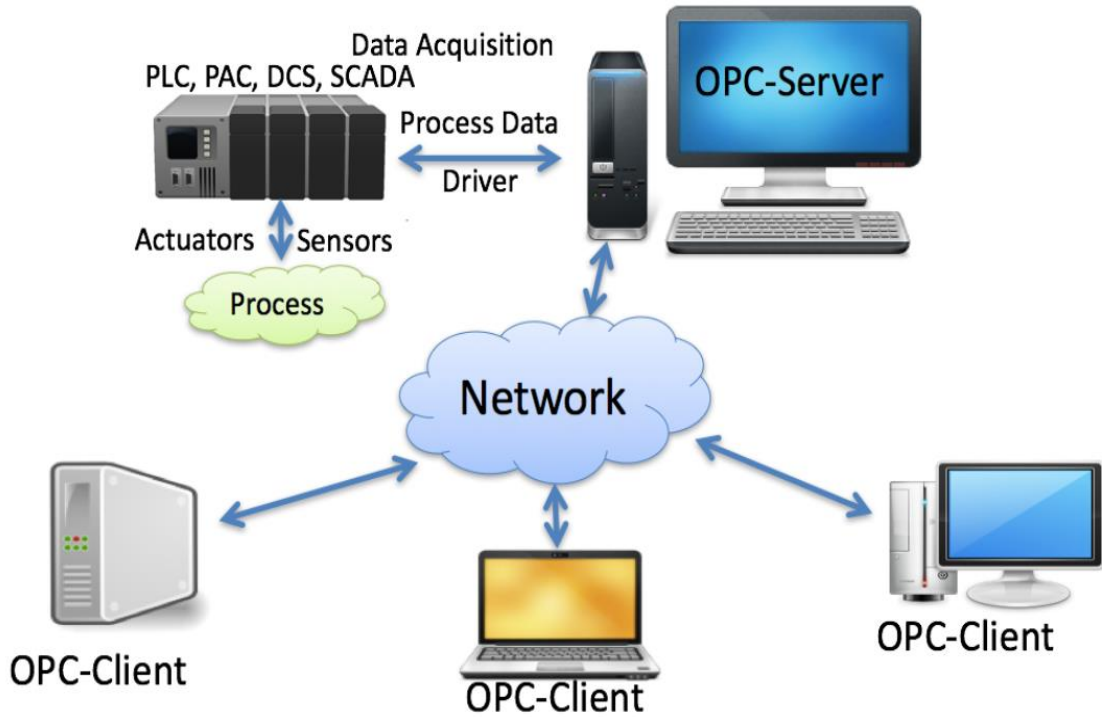 Data Acquisition
PLC, PAC, DCS, SCADA
OPC-Server
Process Data
Driver
Actuators
Sensors
Process
Network
OPC-Client
OPC-Client
OPC-Client